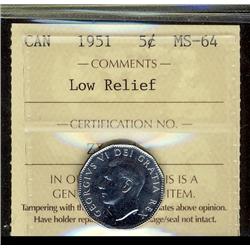 CAN 1951 5¢ MS-64
COMMENTS
Low Relief
CERTIFICATION NO.
IN O IS A
GEN ITEM.
Tampering with th ates above opinion.
Have holder rep age/seal not intact.
GEORGIVS VI DEI GRATIA REX